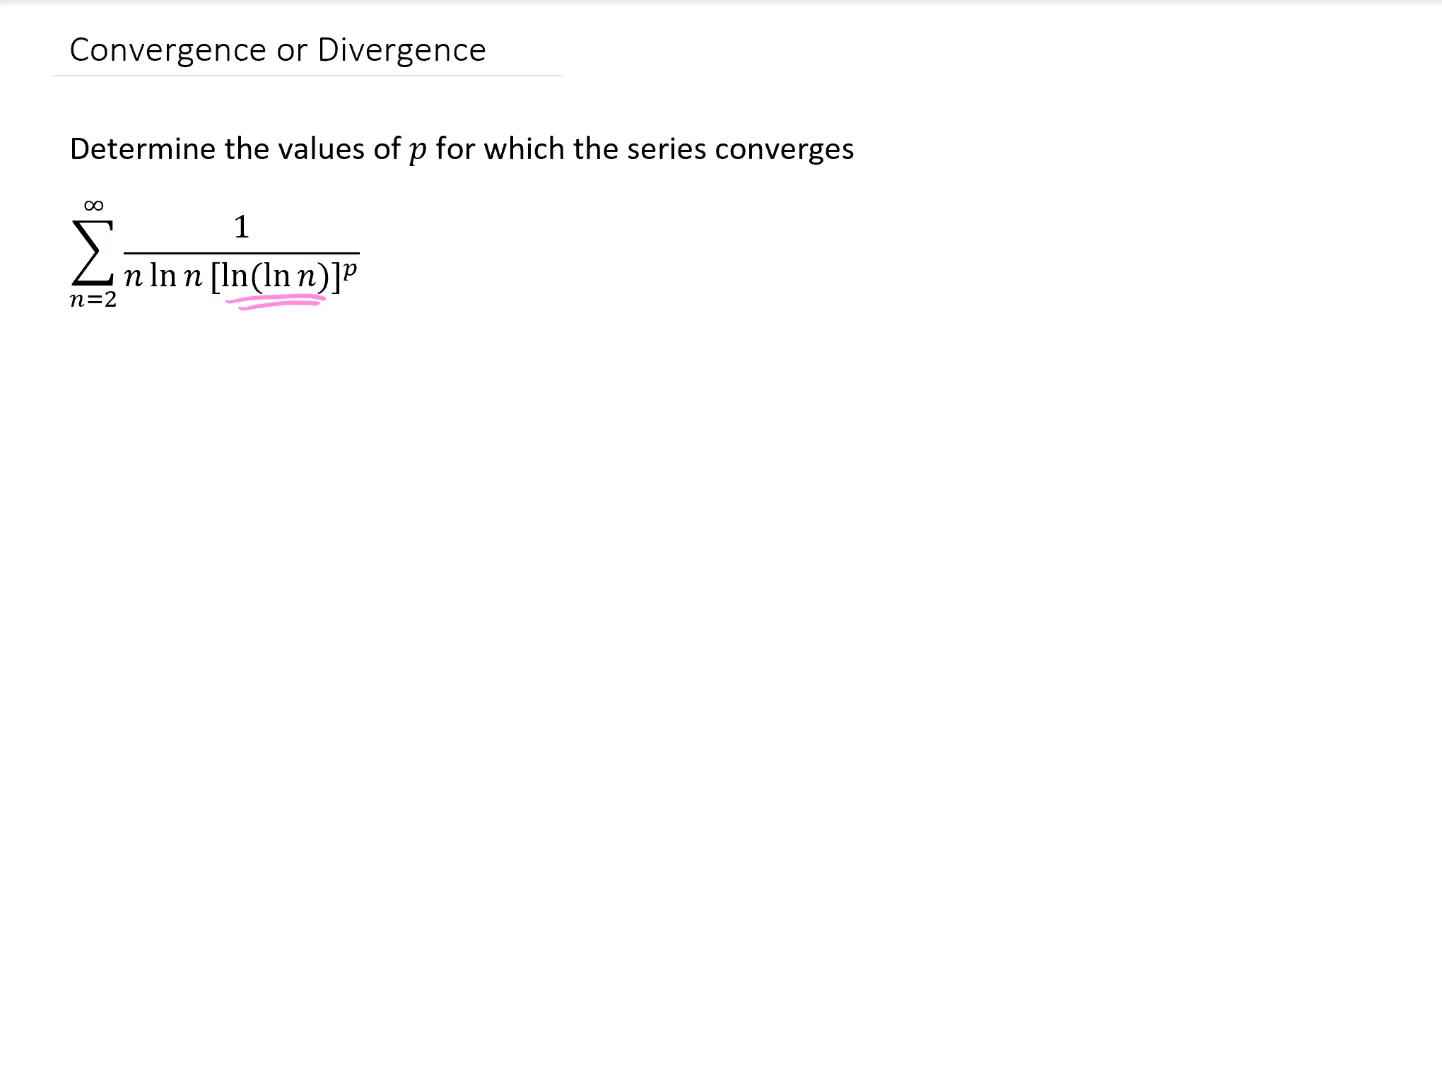 Convergence or Divergence
Determine the values of p for which the series converges
∞
∑
n=2
1
n ln n [ln(ln n)]ᵖ